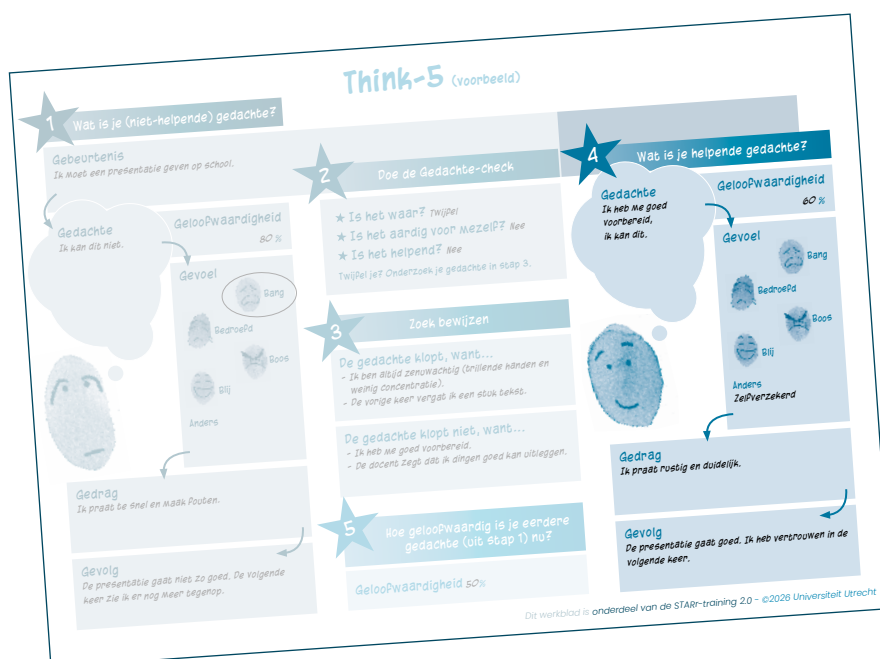 Think-5 (voorbeeld)
1 Wat is je (niet-helpende) gedachte?
Gebeurtenis
Ik moet een presentatie geven op school.
Gedachte
Ik kan dit niet.
Geloofwaardigheid
80 %
Gevoel
Bang
Bedroefd
Boos
Blij
Anders
Gedrag
Ik praat te snel en maak fouten.
Gevolg
De presentatie gaat niet zo goed. De volgende
keer zie ik er nog meer tegenop.
2 Doe de Gedachte-check
★ Is het waar? Twijfel
★ Is het aardig voor mezelf? Nee
★ Is het helpend? Nee
Twijfel je? Onderzoek je gedachte in stap 3.
3 Zoek bewijzen
De gedachte klopt, want...
- Ik ben altijd zenuwachtig (trillende handen en
weinig concentratie).
- De vorige keer vergat ik een stuk tekst.
De gedachte klopt niet, want...
- Ik heb me goed voorbereid.
- De docent zegt dat ik dingen goed kan uitleggen.
4 Wat is je helpende gedachte?
Gedachte
Ik heb me goed
voorbereid,
ik kan dit.
Geloofwaardigheid
60 %
Gevoel
Bang
Bedroefd
Boos
Blij
Anders
Zelfverzekerd
Gedrag
Ik praat rustig en duidelijk.
Gevolg
De presentatie gaat goed. Ik heb vertrouwen in de
volgende keer.
5 Hoe geloofwaardig is je eerdere
gedachte (uit stap 1) nu?
Geloofwaardigheid 50%
Dit werkblad is onderdeel van de STARr-training 2.0 - ©2026 Universiteit Utrecht